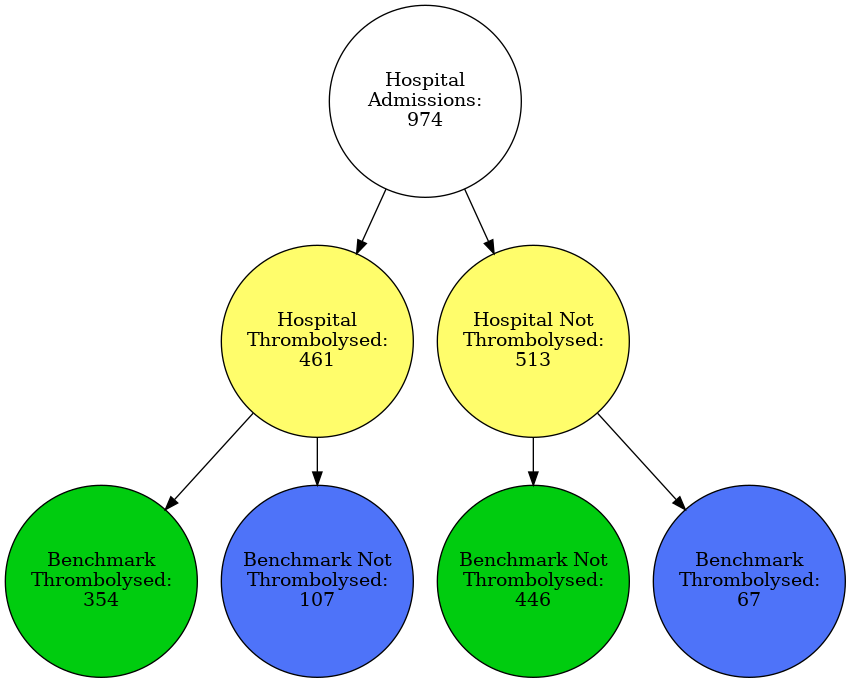 Hospital
Admissions:
974
Hospital
Thrombolysed:
461
Hospital Not
Thrombolysed:
513
Benchmark
Thrombolysed:
354
Benchmark Not
Thrombolysed:
107
Benchmark Not
Thrombolysed:
446
Benchmark
Thrombolysed:
67